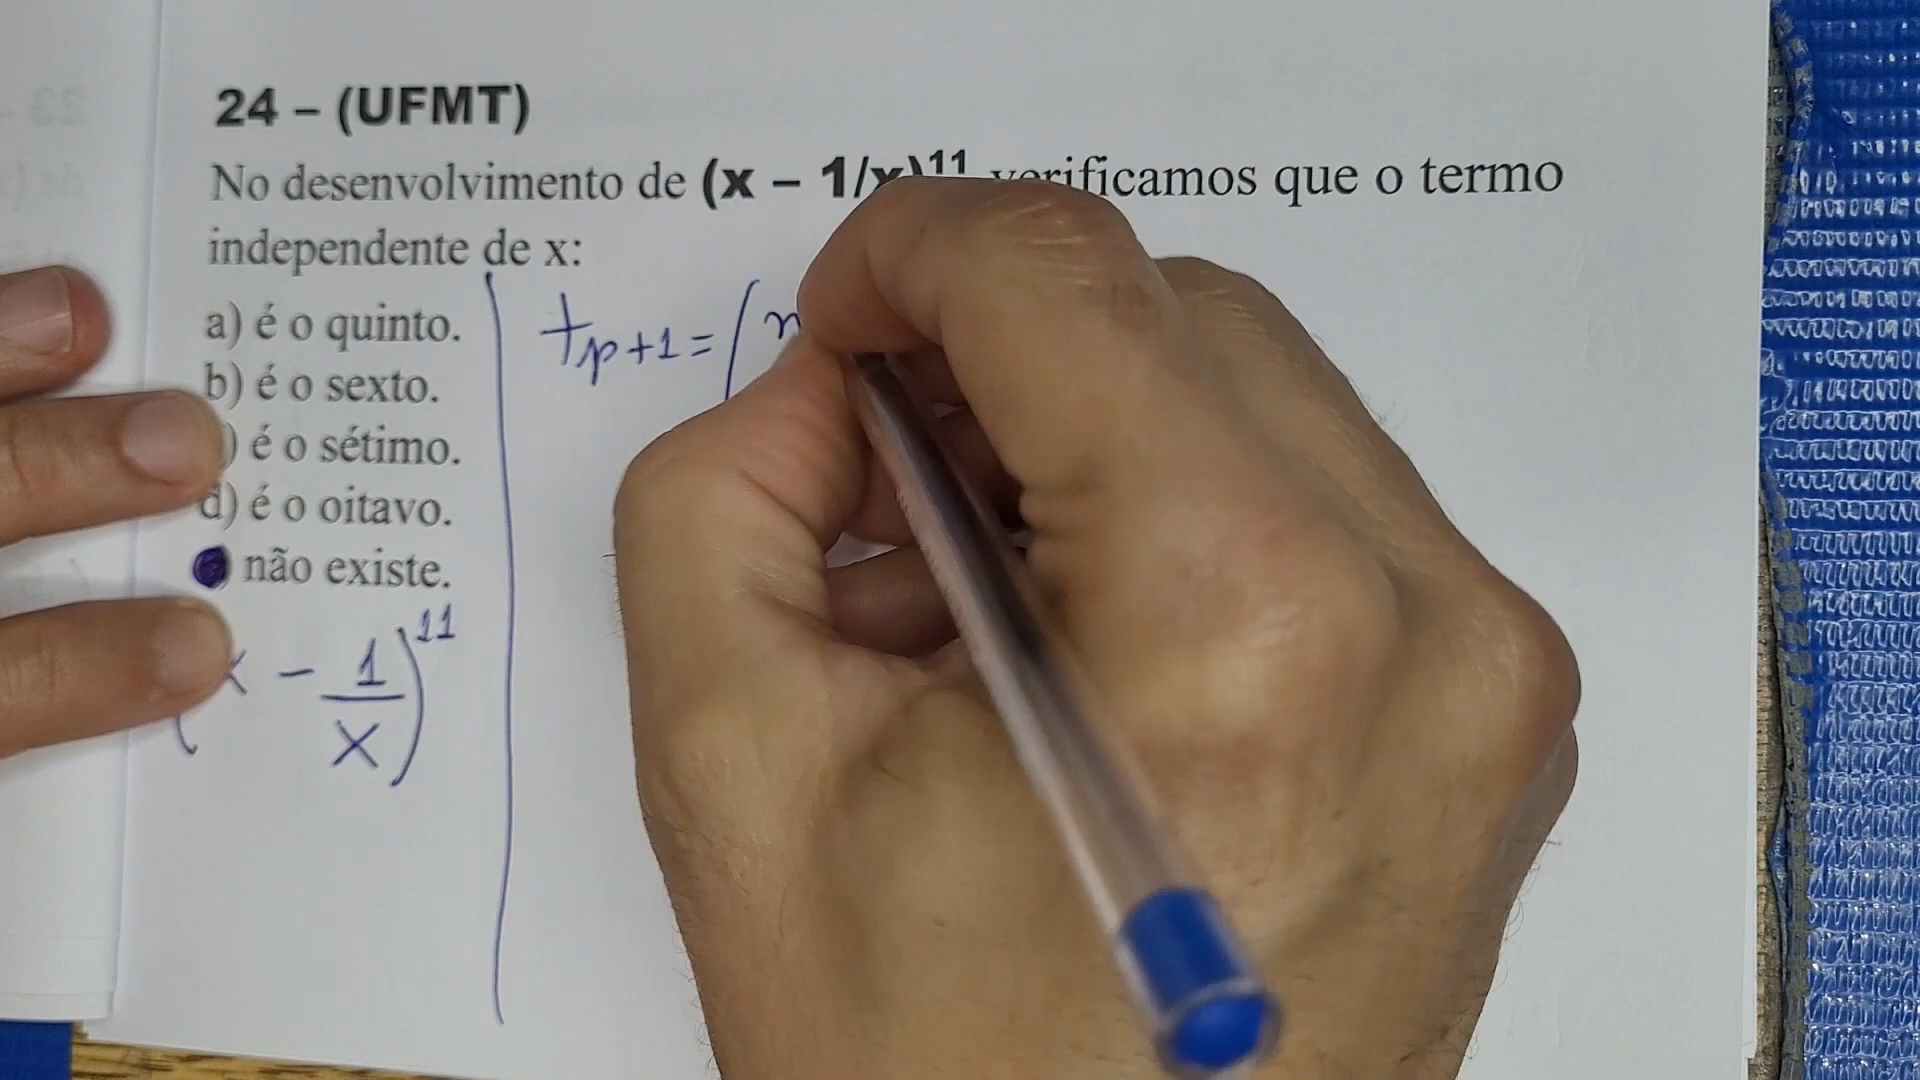 24 – (UFMT)
No desenvolvimento de (x – 1/x)¹¹ verificamos que o termo
independente de x:
a) é o quinto.
b) é o sexto.
) é o sétimo.
d) é o oitavo.
não existe.
t p+1 = (n
(x - 1/x)¹¹